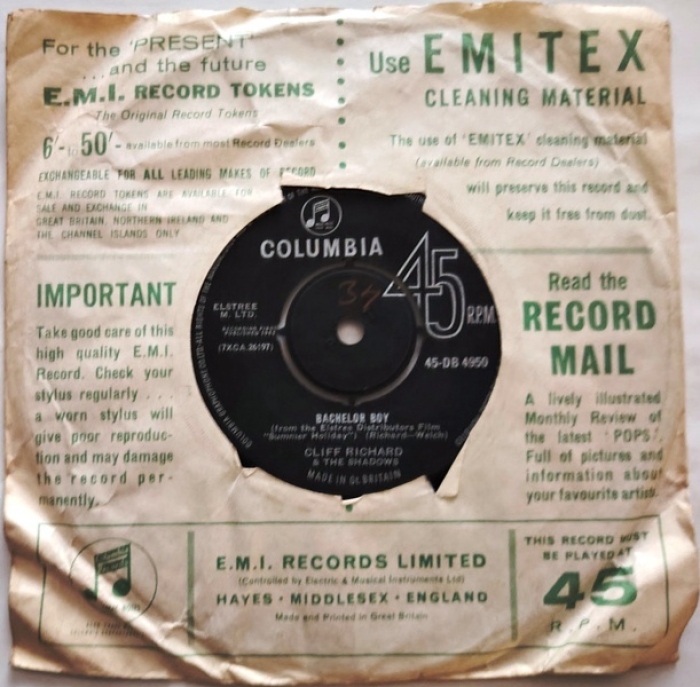 For the 'PRESENT'
...and the future
E.M.I. RECORD TOKENS
The Original Record Tokens
6/- to 50/- available from most Record Dealers
EXCHANGEABLE FOR ALL LEADING MAKES OF RECORD
E.M.I. RECORD TOKENS ARE AVAILABLE FOR
SALE AND EXCHANGE IN
GREAT BRITAIN, NORTHERN IRELAND AND
THE CHANNEL ISLANDS ONLY
Use EMITEX
CLEANING MATERIAL
The use of 'EMITEX' cleaning material
(available from Record Dealers)
will preserve this record and
keep it free from dust.
IMPORTANT
Take good care of this
high quality E.M.I.
Record. Check your
stylus regularly ...
a worn stylus will
give poor reproduc-
tion and may damage
the record per-
manently.
COLUMBIA
45 RPM
34
ELSTREE
M. LTD.
RECORDING FIRST
PUBLISHED
(7XCA.26197)
45-DB 4950
BACHELOR BOY
(from the Elstree Distributors Film
"Summer Holiday") (Richard—Welch)
CLIFF RICHARD
& THE SHADOWS
MADE IN GT. BRITAIN
Read the
RECORD
MAIL
A lively illustrated
Monthly Review of
the latest 'POPS'.
Full of pictures and
information about
your favourite artists.
E.M.I. RECORDS LIMITED
(Controlled by Electric & Musical Industries Ltd)
HAYES · MIDDLESEX · ENGLAND
Made and Printed in Great Britain
THIS RECORD MUST
BE PLAYED AT
45
R.P.M.